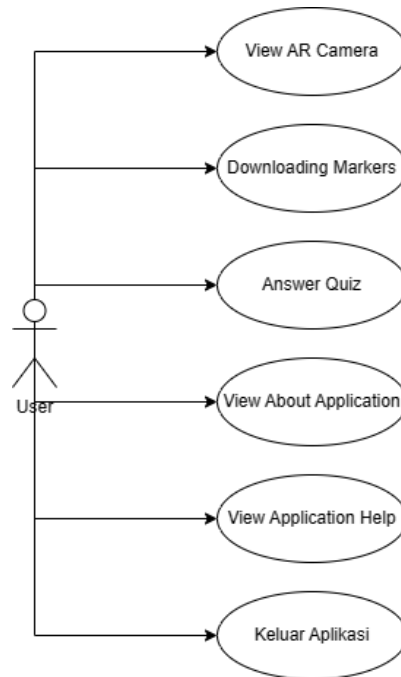 View AR Camera
Downloading Markers
Answer Quiz
User
View About Application
View Application Help
Keluar Aplikasi